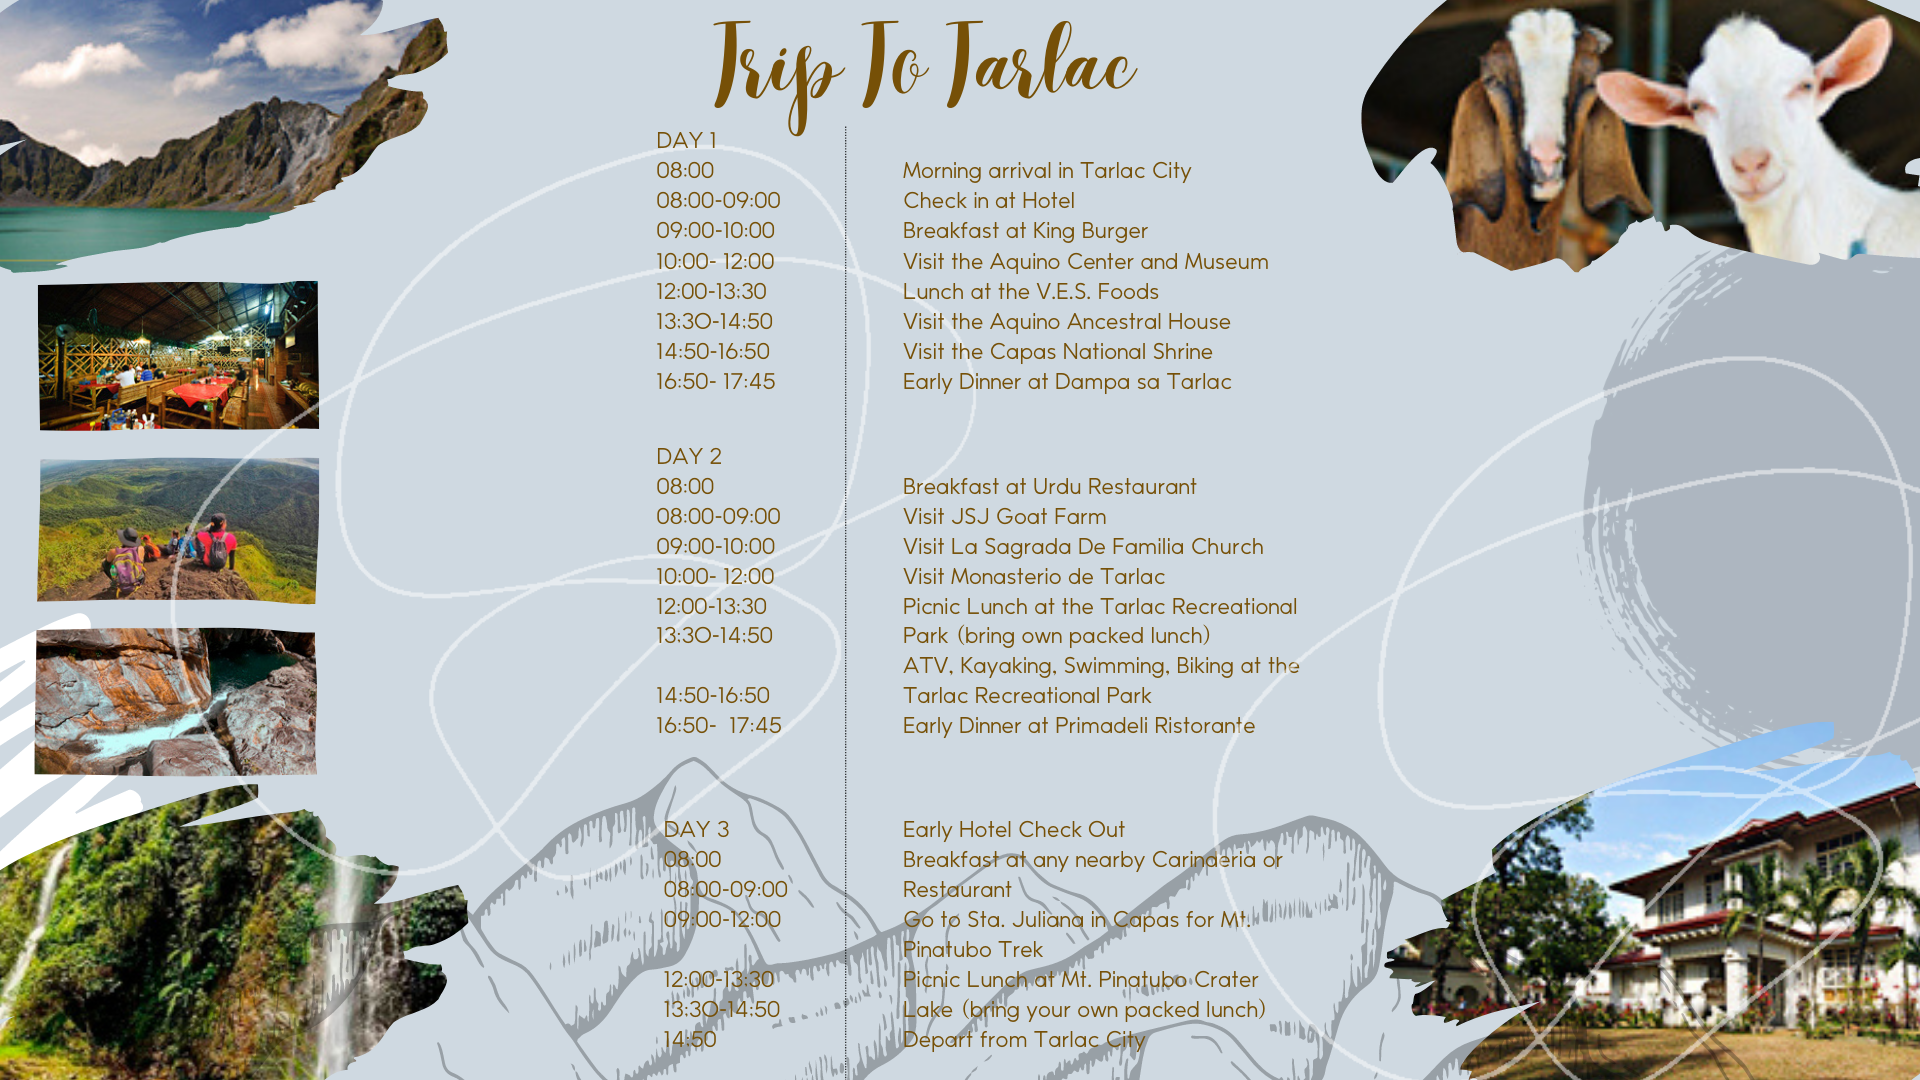 Trip To Tarlac
DAY 1
08:00 Morning arrival in Tarlac City
08:00-09:00 Check in at Hotel
09:00-10:00 Breakfast at King Burger
10:00- 12:00 Visit the Aquino Center and Museum
12:00-13:30 Lunch at the V.E.S. Foods
13:3O-14:50 Visit the Aquino Ancestral House
14:50-16:50 Visit the Capas National Shrine
16:50- 17:45 Early Dinner at Dampa sa Tarlac
DAY 2
08:00 Breakfast at Urdu Restaurant
08:00-09:00 Visit JSJ Goat Farm
09:00-10:00 Visit La Sagrada De Familia Church
10:00- 12:00 Visit Monasterio de Tarlac
12:00-13:30 Picnic Lunch at the Tarlac Recreational
13:3O-14:50 Park (bring own packed lunch)
ATV, Kayaking, Swimming, Biking at the
14:50-16:50 Tarlac Recreational Park
16:50- 17:45 Early Dinner at Primadeli Ristorante
DAY 3 Early Hotel Check Out
08:00 Breakfast at any nearby Carinderia or
08:00-09:00 Restaurant
09:00-12:00 Go to Sta. Juliana in Capas for Mt.
Pinatubo Trek
12:00-13:30 Picnic Lunch at Mt. Pinatubo Crater
13:3O-14:50 Lake (bring your own packed lunch)
14:50 Depart from Tarlac City